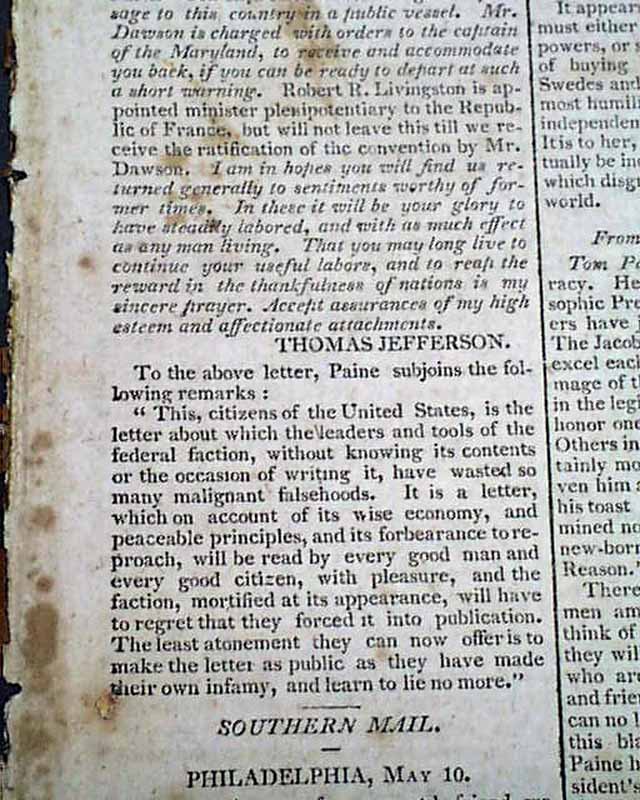 sage to this country in a public vessel. Mr.
Dawson is charged with orders to the captain
of the Maryland, to receive and accommodate
you back, if you can be ready to depart at such
a short warning. Robert R. Livingston is ap-
pointed minister plenipotentiary to the Repub-
lic of France, but will not leave this till we re-
ceive the ratification of the convention by Mr.
Dawson. I am in hopes you will find us re-
turned generally to sentiments worthy of for-
mer times. In these it will be your glory to
have steadily labored, and with as much effect
as any man living. That you may long live to
continue your useful labors, and to reap the
reward in the thankfulness of nations is my
sincere prayer. Accept assurances of my high
esteem and affectionate attachments.
THOMAS JEFFERSON.
To the above letter, Paine subjoins the fol-
lowing remarks :
" This, citizens of the United States, is the
letter about which the leaders and tools of the
federal faction, without knowing its contents
or the occasion of writing it, have wasted so
many malignant falsehoods. It is a letter,
which on account of its wise economy, and
peaceable principles, and its forbearance to re-
proach, will be read by every good man and
every good citizen, with pleasure, and the
faction, mortified at its appearance, will have
to regret that they forced it into publication.
The least atonement they can now offer is to
make the letter as public as they have made
their own infamy, and learn to lie no more."
SOUTHERN MAIL.
PHILADELPHIA, MAY 10.
It appear
must either
powers, or
of buying
Swedes and
most humil
independen
It is to her,
tually be in
which disgr
world.
From
Tom Pa
racy. He
sophic Pre
ers have
The Jacob
excel each
mage of t
in the legi
honor one
Others in
tainly mo
ven him a
his toast
mined no
new-born
Reason."
There
men am
think of
they will
who are
and frien
can no l
this bla
Paine h
sident's